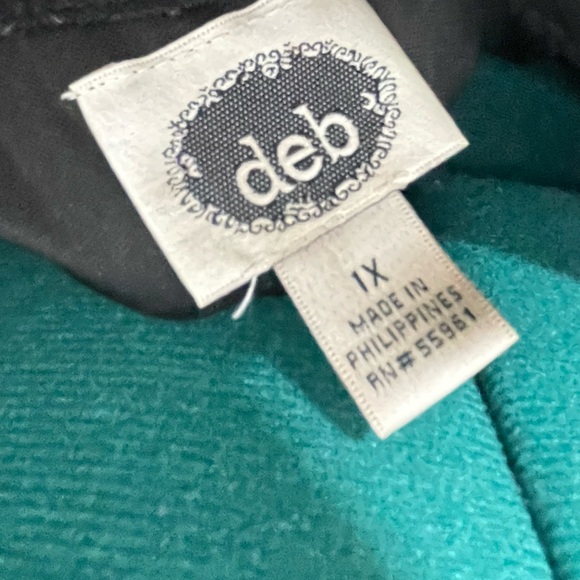 deb
1X
MADE IN
PHILIPPINES
RN# 55961